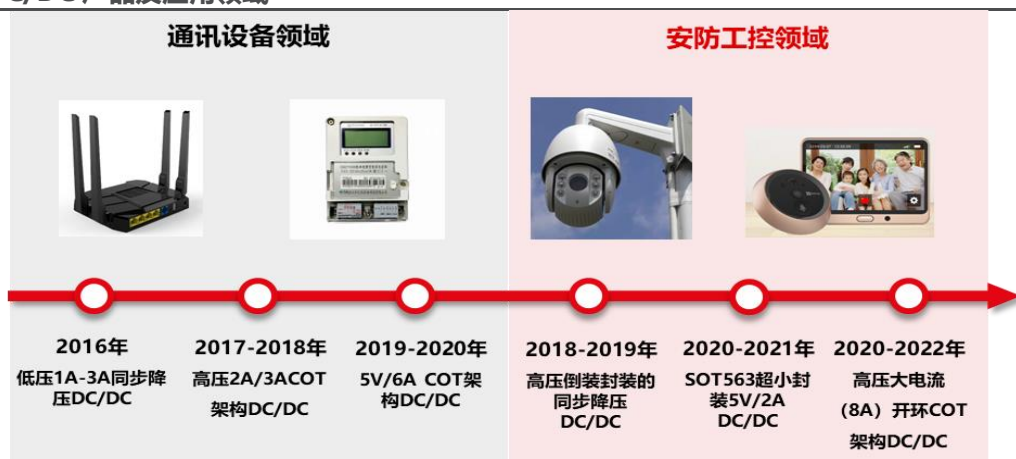 通讯设备领域
安防工控领域
2016年
低压1A-3A同步降
压DC/DC
2017-2018年
高压2A/3ACOT
架构DC/DC
2019-2020年
5V/6A COT架
构DC/DC
2018-2019年
高压倒装封装的
同步降压
DC/DC
2020-2021年
SOT563超小封
装5V/2A
DC/DC
2020-2022年
高压大电流
（8A）开环COT
架构DC/DC